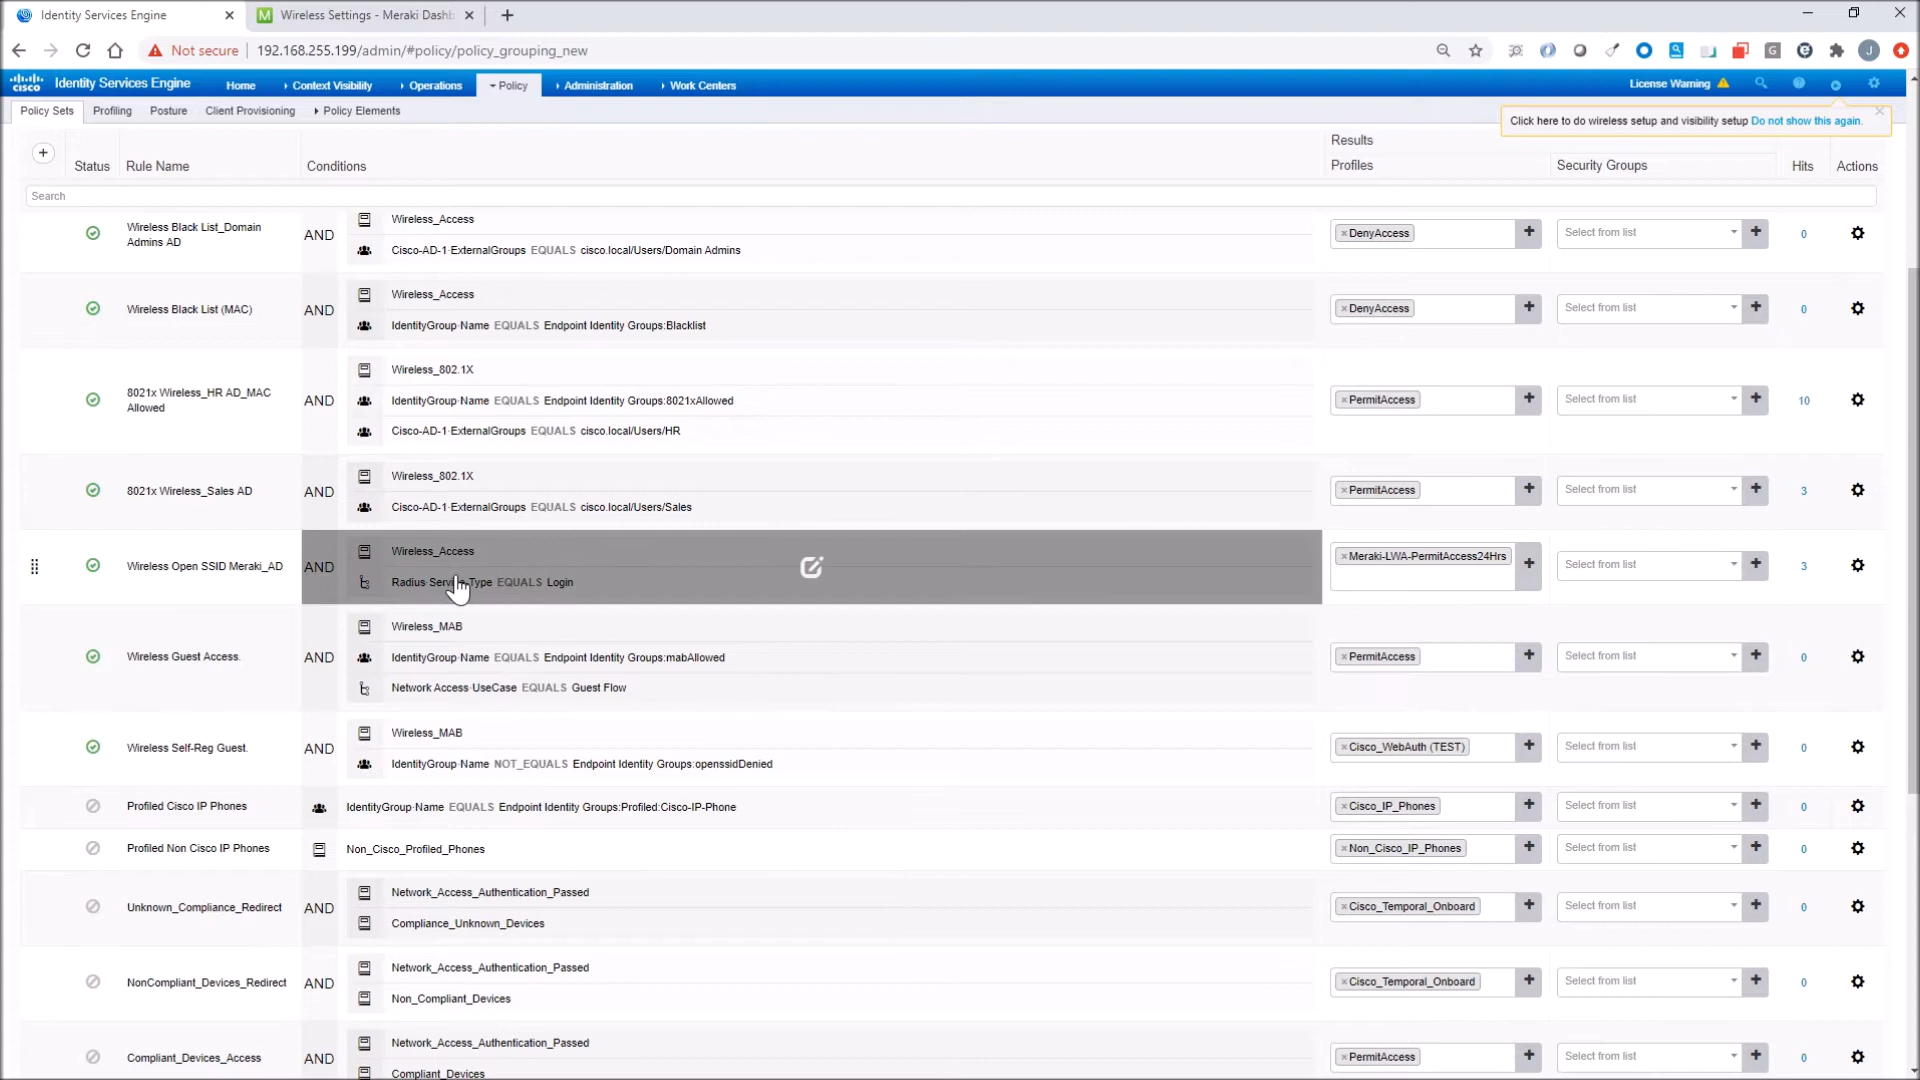 Identity Services Engine
Wireless Settings - Meraki Dashb
Not secure
192.168.255.199/admin/#policy/policy_grouping_new
G
J
cisco
Identity Services Engine
Home
Context Visibility
Operations
Policy
Administration
Work Centers
License Warning
Policy Sets
Profiling
Posture
Client Provisioning
Policy Elements
Click here to do wireless setup and visibility setup Do not show this again.
Status
Rule Name
Conditions
Results
Profiles
Security Groups
Hits
Actions
Search
Wireless Black List_Domain
Admins AD
AND
Wireless_Access
Cisco-AD-1·ExternalGroups EQUALS cisco.local/Users/Domain Admins
×DenyAccess
Select from list
0
Wireless Black List (MAC)
AND
Wireless_Access
IdentityGroup·Name EQUALS Endpoint Identity Groups:Blacklist
×DenyAccess
Select from list
0
8021x Wireless_HR AD_MAC
Allowed
AND
Wireless_802.1X
IdentityGroup·Name EQUALS Endpoint Identity Groups:8021xAllowed
Cisco-AD-1·ExternalGroups EQUALS cisco.local/Users/HR
×PermitAccess
Select from list
10
8021x Wireless_Sales AD
AND
Wireless_802.1X
Cisco-AD-1·ExternalGroups EQUALS cisco.local/Users/Sales
×PermitAccess
Select from list
3
Wireless Open SSID Meraki_AD
AND
Wireless_Access
Radius·Service-Type EQUALS Login
×Meraki-LWA-PermitAccess24Hrs
Select from list
3
Wireless Guest Access.
AND
Wireless_MAB
IdentityGroup·Name EQUALS Endpoint Identity Groups:mabAllowed
Network Access·UseCase EQUALS Guest Flow
×PermitAccess
Select from list
0
Wireless Self-Reg Guest.
AND
Wireless_MAB
IdentityGroup·Name NOT_EQUALS Endpoint Identity Groups:openssidDenied
×Cisco_WebAuth (TEST)
Select from list
0
Profiled Cisco IP Phones
IdentityGroup·Name EQUALS Endpoint Identity Groups:Profiled:Cisco-IP-Phone
×Cisco_IP_Phones
Select from list
0
Profiled Non Cisco IP Phones
Non_Cisco_Profiled_Phones
×Non_Cisco_IP_Phones
Select from list
0
Unknown_Compliance_Redirect
AND
Network_Access_Authentication_Passed
Compliance_Unknown_Devices
×Cisco_Temporal_Onboard
Select from list
0
NonCompliant_Devices_Redirect
AND
Network_Access_Authentication_Passed
Non_Compliant_Devices
×Cisco_Temporal_Onboard
Select from list
0
Compliant_Devices_Access
AND
Network_Access_Authentication_Passed
Compliant_Devices
×PermitAccess
Select from list
0